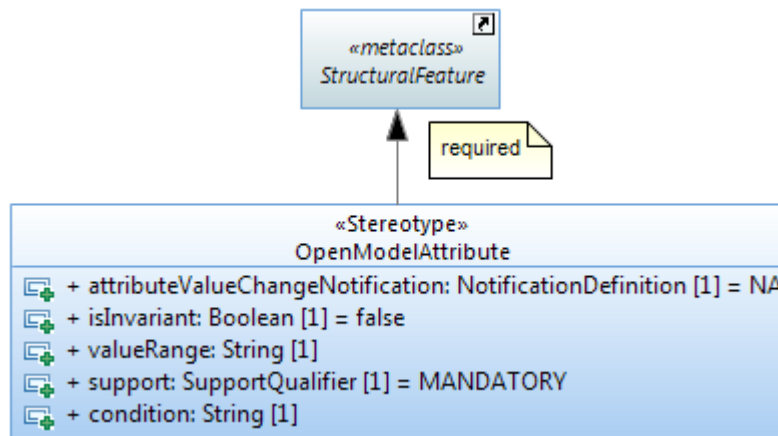 «metaclass»
StructuralFeature
required
«Stereotype»
OpenModelAttribute
+ attributeValueChangeNotification: NotificationDefinition [1] = NA
+ isInvariant: Boolean [1] = false
+ valueRange: String [1]
+ support: SupportQualifier [1] = MANDATORY
+ condition: String [1]